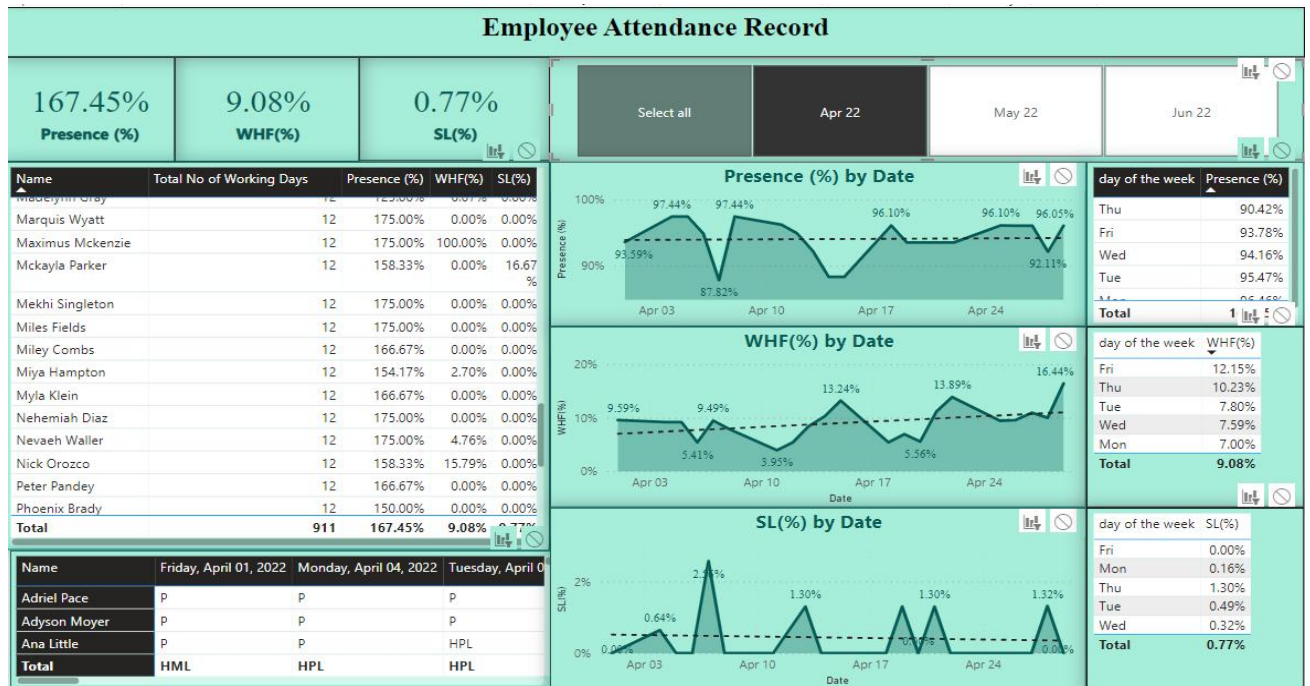 Employee Attendance Record
167.45%
Presence (%)
9.08%
WHF(%)
0.77%
SL(%)
Select all
Apr 22
May 22
Jun 22
Name Total No of Working Days Presence (%) WHF(%) SL(%)
Marquis Wyatt 12 175.00% 0.00% 0.00%
Maximus Mckenzie 12 175.00% 100.00% 0.00%
Mckayla Parker 12 158.33% 0.00% 16.67
%
Mekhi Singleton 12 175.00% 0.00% 0.00%
Miles Fields 12 175.00% 0.00% 0.00%
Miley Combs 12 166.67% 0.00% 0.00%
Miya Hampton 12 154.17% 2.70% 0.00%
Myla Klein 12 166.67% 0.00% 0.00%
Nehemiah Diaz 12 175.00% 0.00% 0.00%
Nevaeh Waller 12 175.00% 4.76% 0.00%
Nick Orozco 12 158.33% 15.79% 0.00%
Peter Pandey 12 166.67% 0.00% 0.00%
Phoenix Brady 12 150.00% 0.00% 0.00%
Total 911 167.45% 9.08%
Name Friday, April 01, 2022 Monday, April 04, 2022 Tuesday, April 0
Adriel Pace P P P
Adyson Moyer P P P
Ana Little P P HPL
Total HML HPL HPL
Presence (%) by Date
Presence (%)
100%
90%
93.59%
97.44%
87.82%
97.44%
96.10%
96.10%
92.11%
96.05%
Apr 03 Apr 10 Apr 17 Apr 24
WHF(%) by Date
WHF(%)
20%
10%
0%
9.59%
5.41%
9.49%
3.95%
13.24%
5.56%
13.89%
16.44%
Apr 03 Apr 10 Apr 17 Apr 24
Date
SL(%) by Date
SL(%)
2%
0%
0.64%
1.30%
1.30%
1.32%
Apr 03 Apr 10 Apr 17 Apr 24
Date
day of the week Presence (%)
Thu 90.42%
Fri 93.78%
Wed 94.16%
Tue 95.47%
Total
day of the week WHF(%)
Fri 12.15%
Thu 10.23%
Tue 7.80%
Wed 7.59%
Mon 7.00%
Total 9.08%
day of the week SL(%)
Fri 0.00%
Mon 0.16%
Thu 1.30%
Tue 0.49%
Wed 0.32%
Total 0.77%